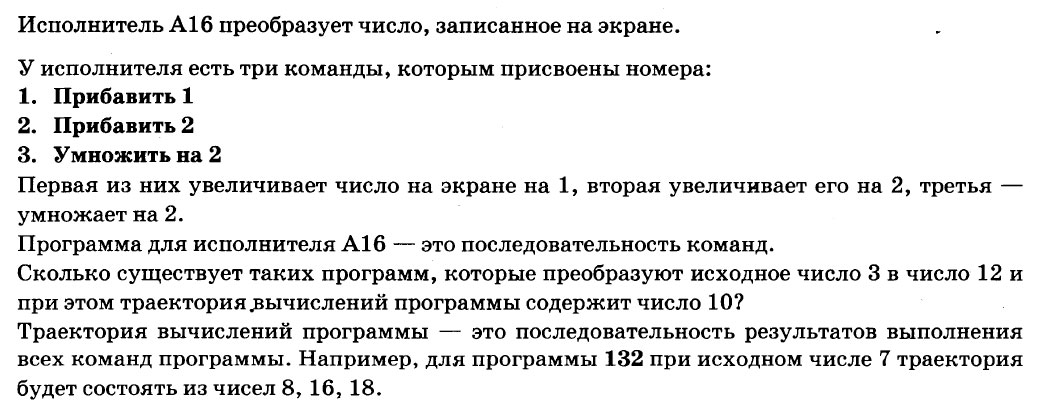 Исполнитель А16 преобразует число, записанное на экране.
У исполнителя есть три команды, которым присвоены номера:
1. Прибавить 1
2. Прибавить 2
3. Умножить на 2
Первая из них увеличивает число на экране на 1, вторая увеличивает его на 2, третья —
умножает на 2.
Программа для исполнителя А16 — это последовательность команд.
Сколько существует таких программ, которые преобразуют исходное число 3 в число 12 и
при этом траектория вычислений программы содержит число 10?
Траектория вычислений программы — это последовательность результатов выполнения
всех команд программы. Например, для программы 132 при исходном числе 7 траектория
будет состоять из чисел 8, 16, 18.